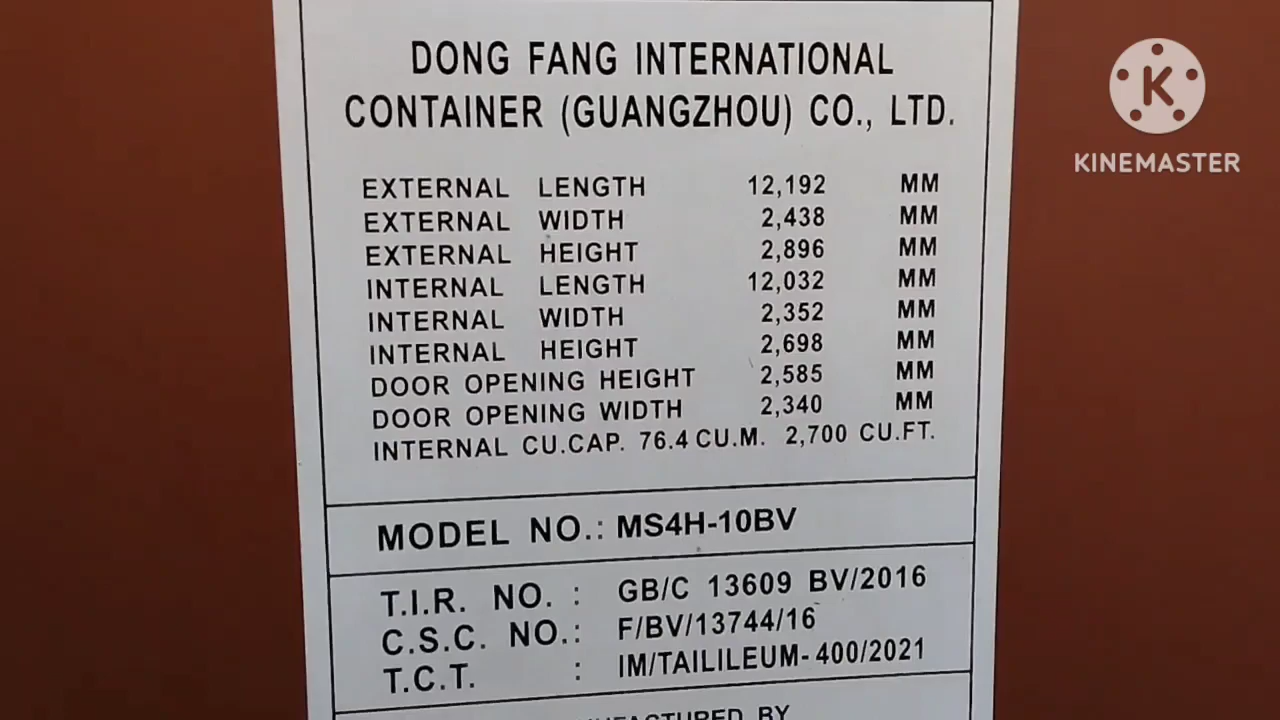 DONG FANG INTERNATIONAL
CONTAINER (GUANGZHOU) CO., LTD.
EXTERNAL LENGTH 12,192 MM
EXTERNAL WIDTH 2,438 MM
EXTERNAL HEIGHT 2,896 MM
INTERNAL LENGTH 12,032 MM
INTERNAL WIDTH 2,352 MM
INTERNAL HEIGHT 2,698 MM
DOOR OPENING HEIGHT 2,585 MM
DOOR OPENING WIDTH 2,340 MM
INTERNAL CU.CAP. 76.4 CU.M. 2,700 CU.FT.
MODEL NO.: MS4H-10BV
T.I.R. NO. : GB/C 13609 BV/2016
C.S.C. NO.: F/BV/13744/16
T.C.T. : IM/TAILILEUM-400/2021
BY
K
KINEMASTER